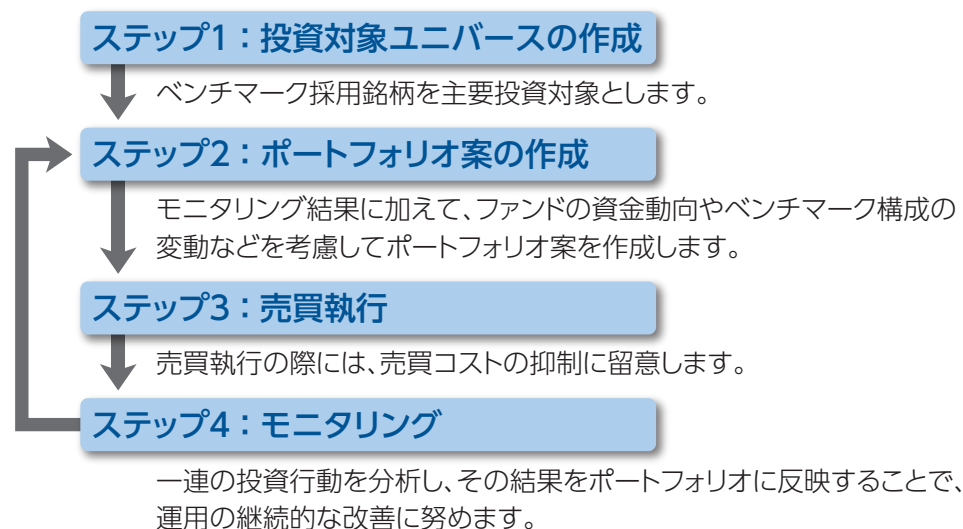 ステップ1：投資対象ユニバースの作成
ベンチマーク採用銘柄を主要投資対象とします。
ステップ2：ポートフォリオ案の作成
モニタリング結果に加えて、ファンドの資金動向やベンチマーク構成の
変動などを考慮してポートフォリオ案を作成します。
ステップ3：売買執行
売買執行の際には、売買コストの抑制に留意します。
ステップ4：モニタリング
一連の投資行動を分析し、その結果をポートフォリオに反映することで、
運用の継続的な改善に努めます。